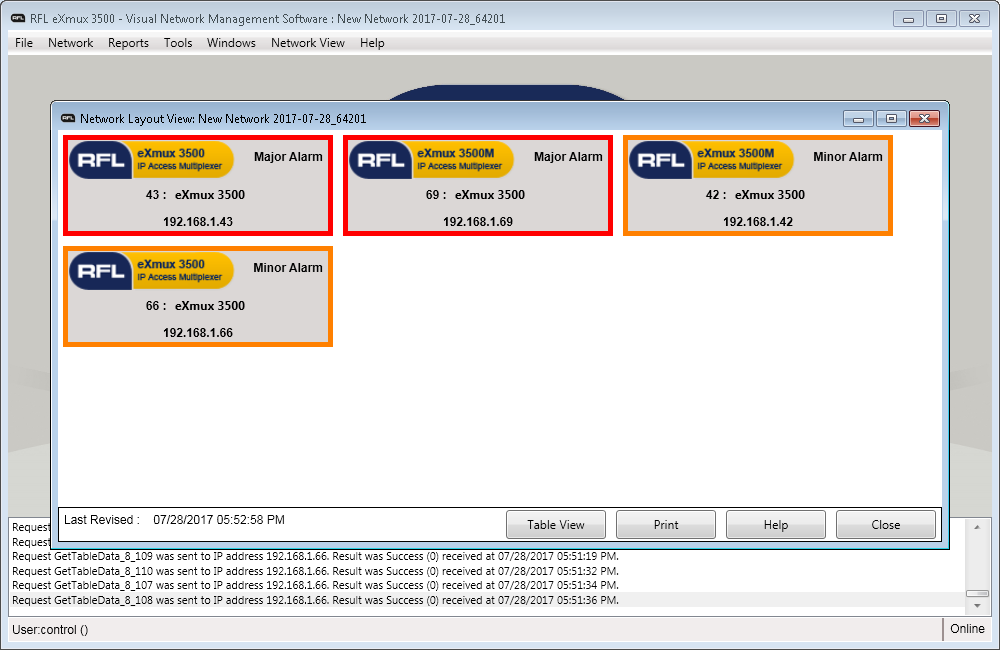 RFL eXmux 3500 - Visual Network Management Software : New Network 2017-07-28_64201
File Network Reports Tools Windows Network View Help
RFL Network Layout View: New Network 2017-07-28_64201
RFL eXmux 3500 IP Access Multiplexer Major Alarm
43 : eXmux 3500
192.168.1.43
RFL eXmux 3500M IP Access Multiplexer Major Alarm
69 : eXmux 3500
192.168.1.69
RFL eXmux 3500M IP Access Multiplexer Minor Alarm
42 : eXmux 3500
192.168.1.42
RFL eXmux 3500 IP Access Multiplexer Minor Alarm
66 : eXmux 3500
192.168.1.66
Last Revised : 07/28/2017 05:52:58 PM
Table View Print Help Close
Request
Request
Request GetTableData_8_109 was sent to IP address 192.168.1.66. Result was Success (0) received at 07/28/2017 05:51:19 PM.
Request GetTableData_8_110 was sent to IP address 192.168.1.66. Result was Success (0) received at 07/28/2017 05:51:32 PM.
Request GetTableData_8_107 was sent to IP address 192.168.1.66. Result was Success (0) received at 07/28/2017 05:51:34 PM.
Request GetTableData_8_108 was sent to IP address 192.168.1.66. Result was Success (0) received at 07/28/2017 05:51:36 PM.
User:control () Online